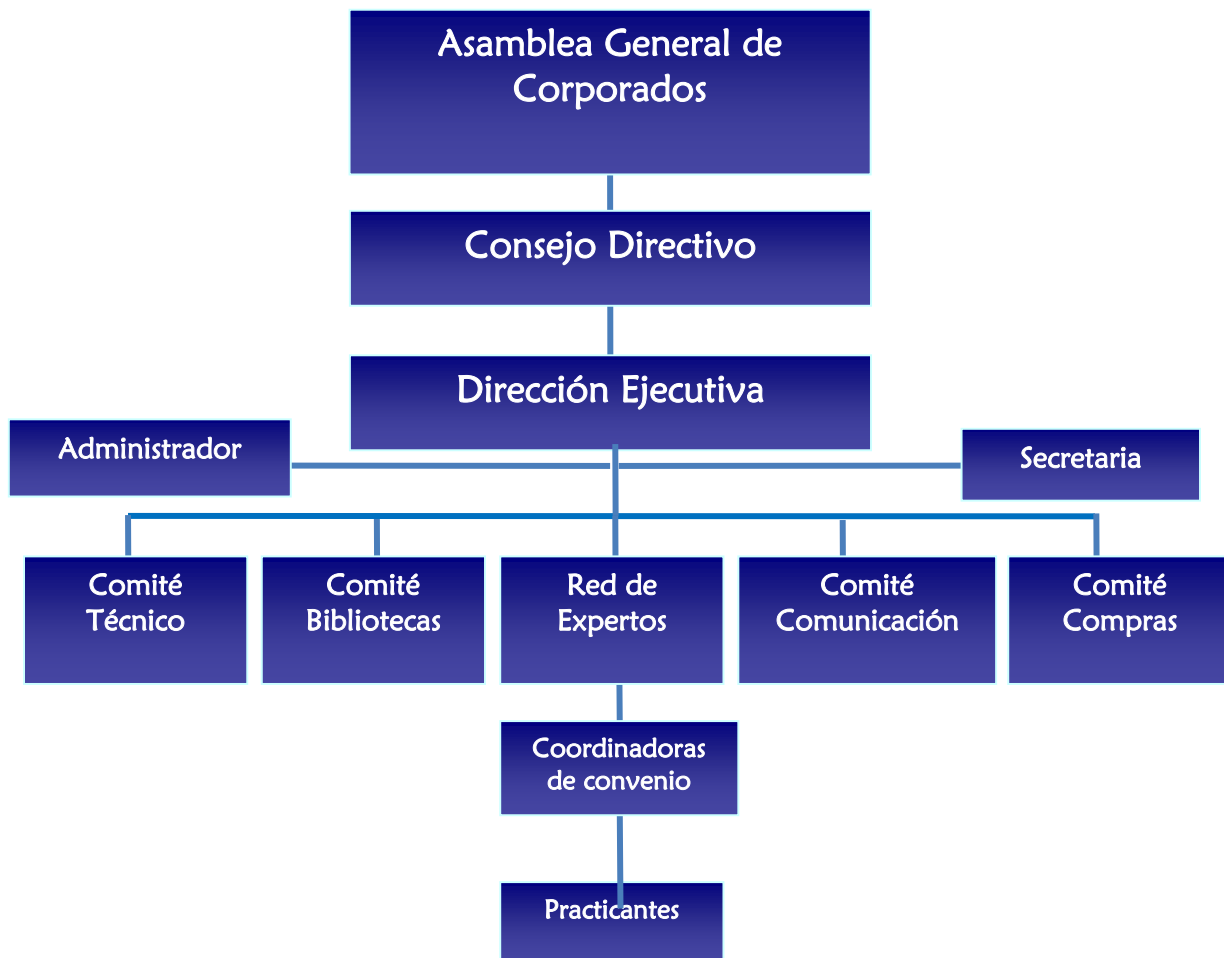 Asamblea General de
Corporados
Consejo Directivo
Dirección Ejecutiva
Administrador
Secretaria
Comité
Técnico
Comité
Bibliotecas
Red de
Expertos
Comité
Comunicación
Comité
Compras
Coordinadoras
de convenio
Practicantes